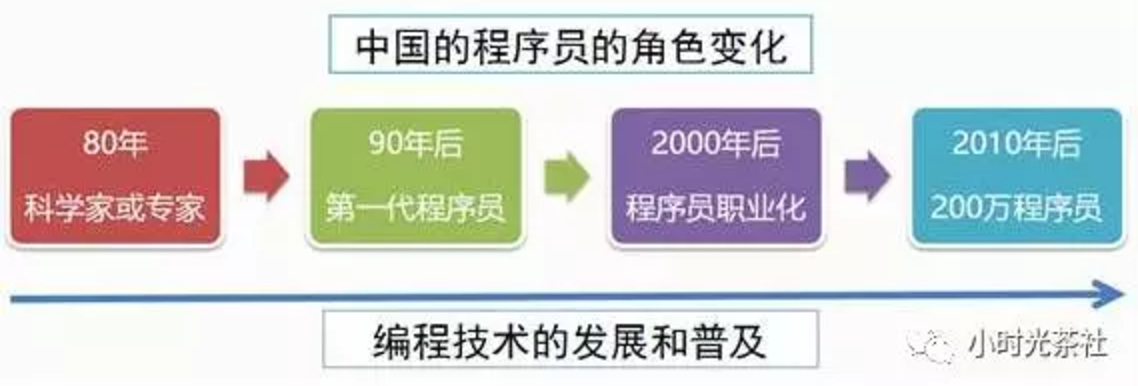 中国的程序员的角色变化
80年
科学家或专家
90年后
第一代程序员
2000年后
程序员职业化
2010年后
200万程序员
编程技术的发展和普及
小时光茶社